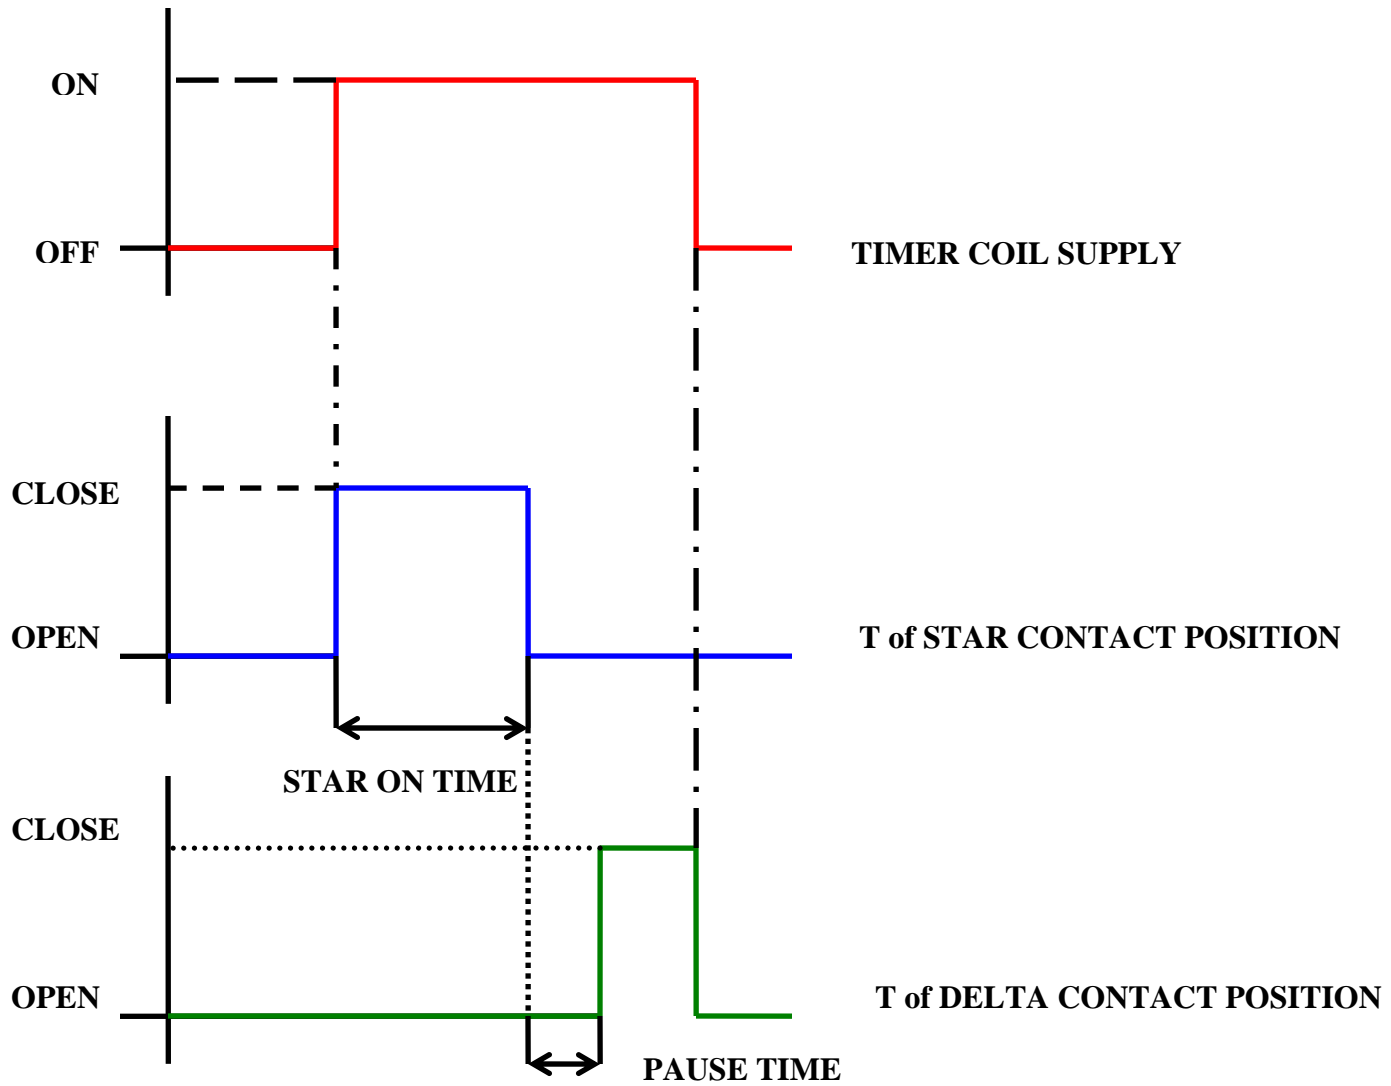 ON
OFF
TIMER COIL SUPPLY
CLOSE
OPEN
T of STAR CONTACT POSITION
STAR ON TIME
CLOSE
OPEN
T of DELTA CONTACT POSITION
PAUSE TIME